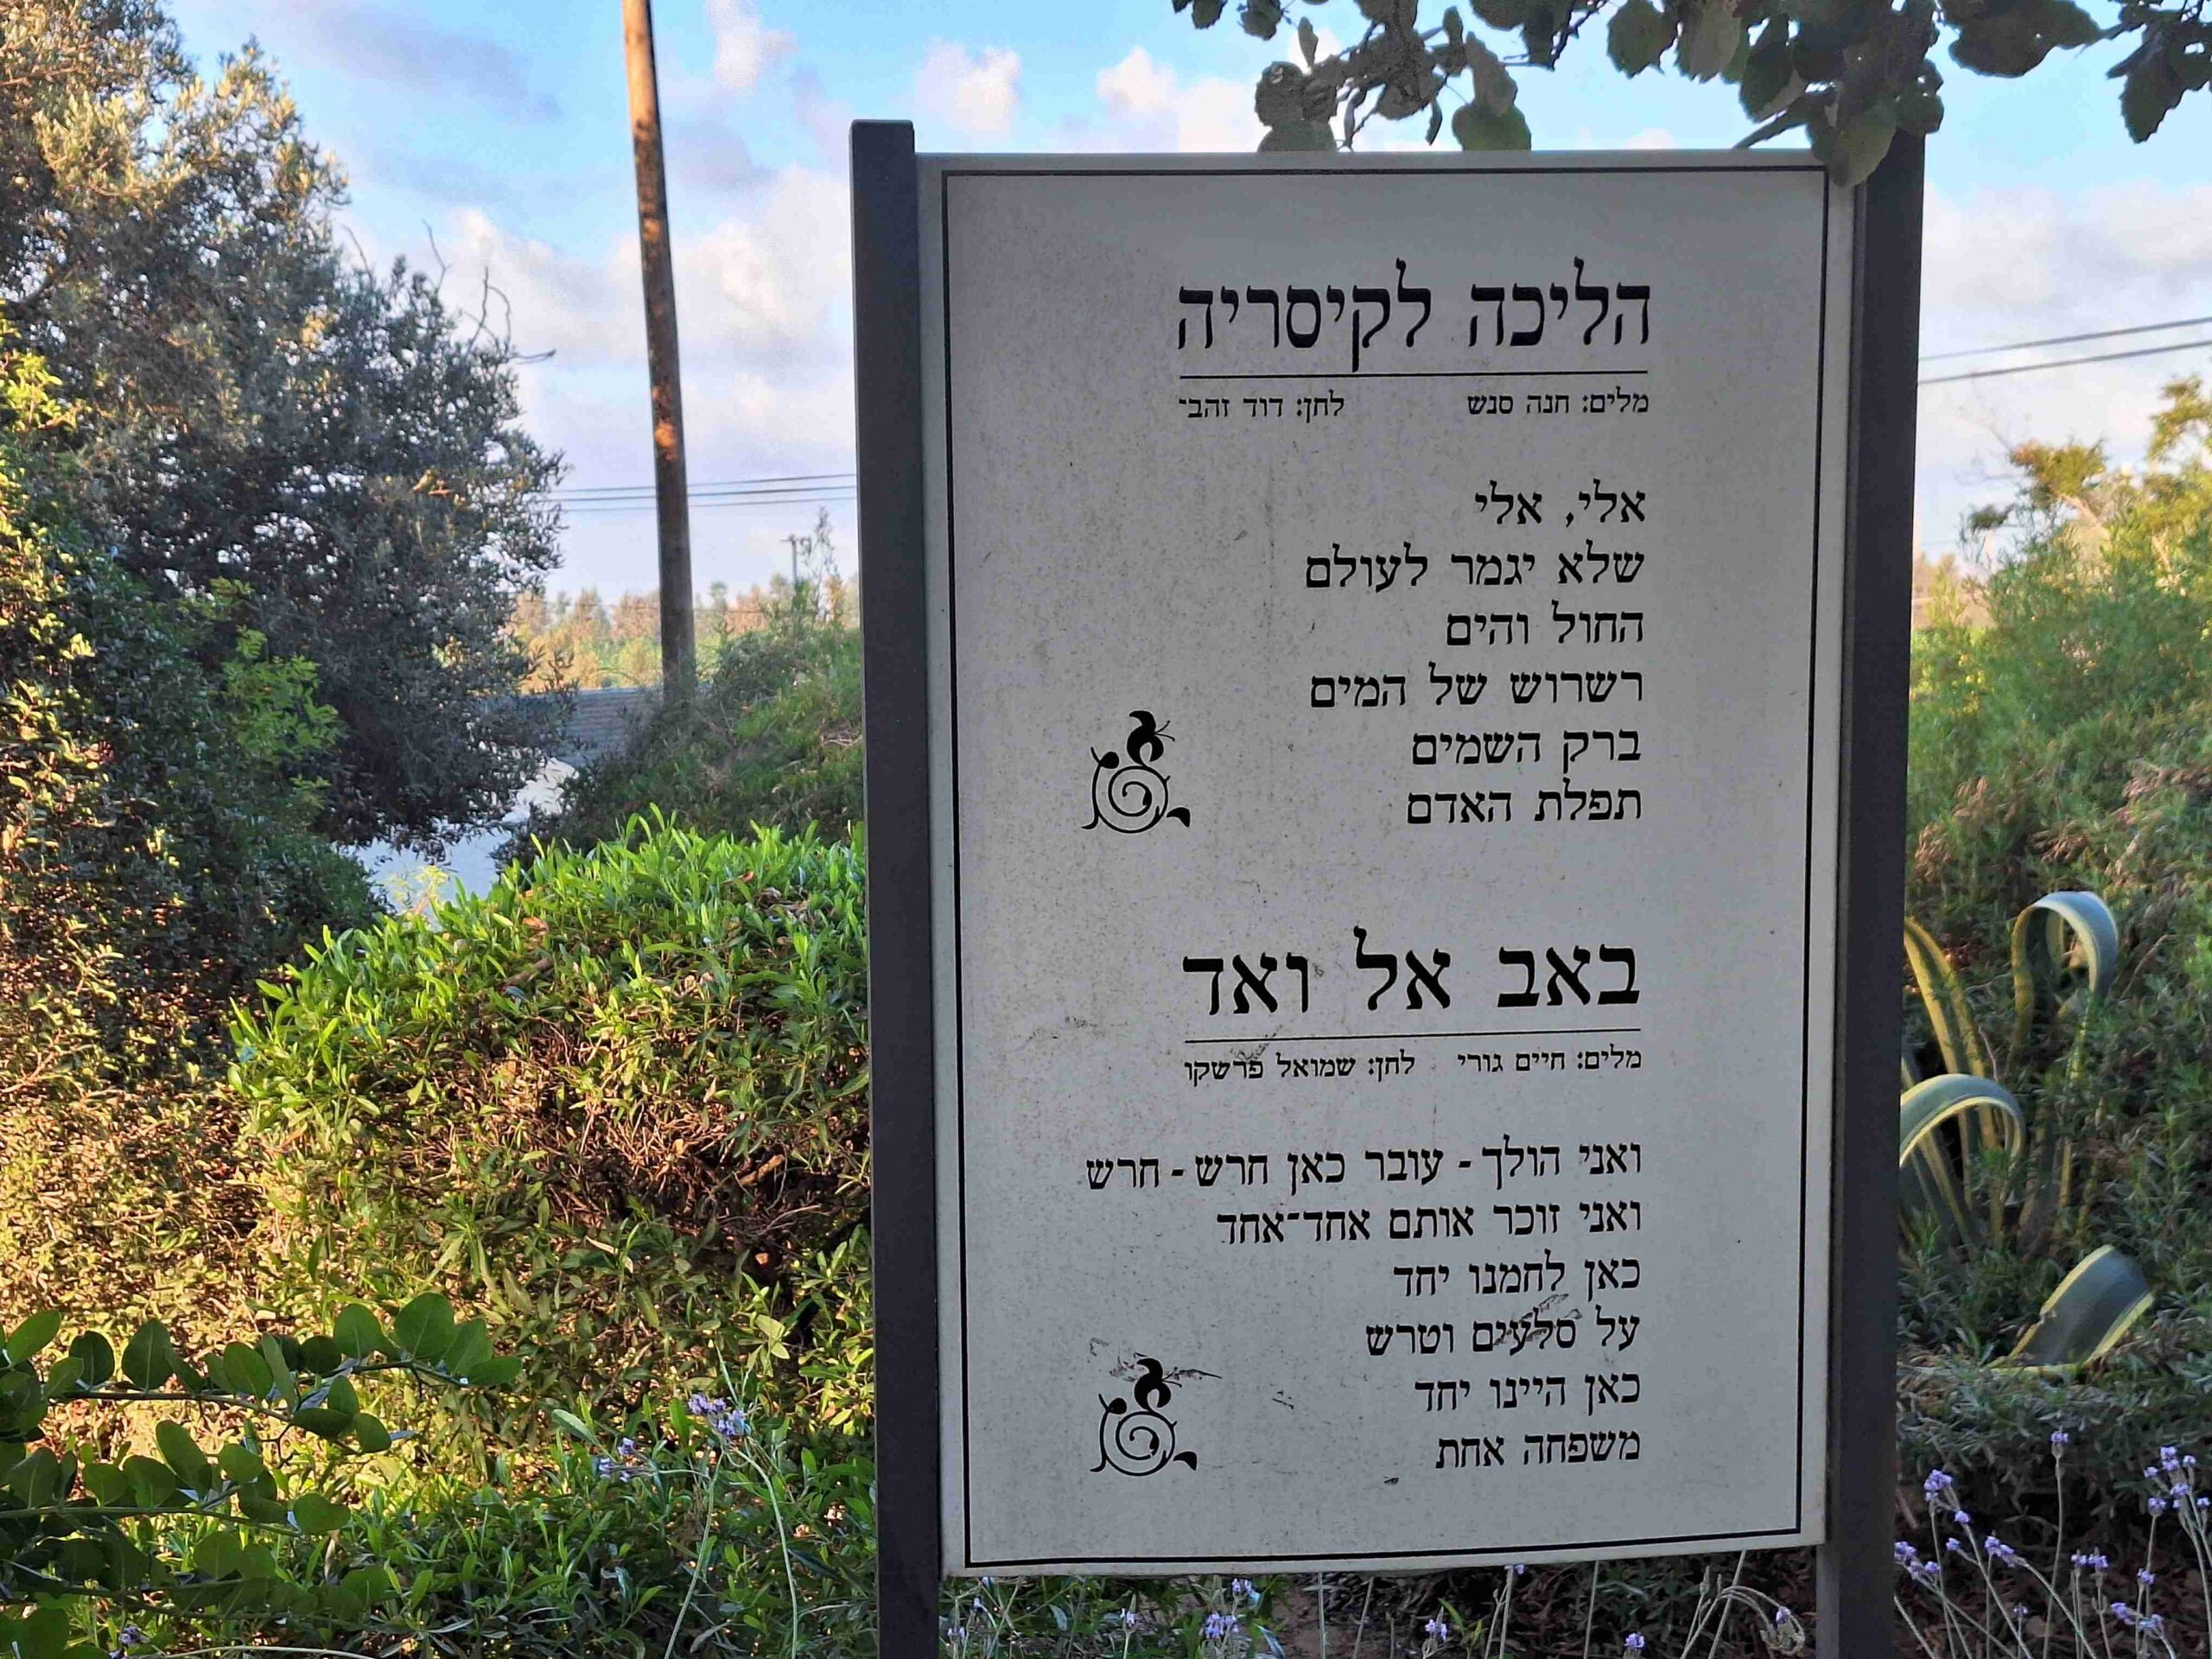 הליכה לקיסריה
מלים: חנה סנש לחן: דוד זהבי
אלי, אלי
שלא יגמר לעולם
החול והים
רשרוש של המים
ברק השמים
תפלת האדם
באב אל ואד
מלים: חיים גורי לחן: שמואל פרשקו
ואני הולך - עובר כאן חרש - חרש
ואני זוכר אותם אחד־אחד
כאן לחמנו יחד
על סלעים וטרש
כאן היינו יחד
משפחה אחת